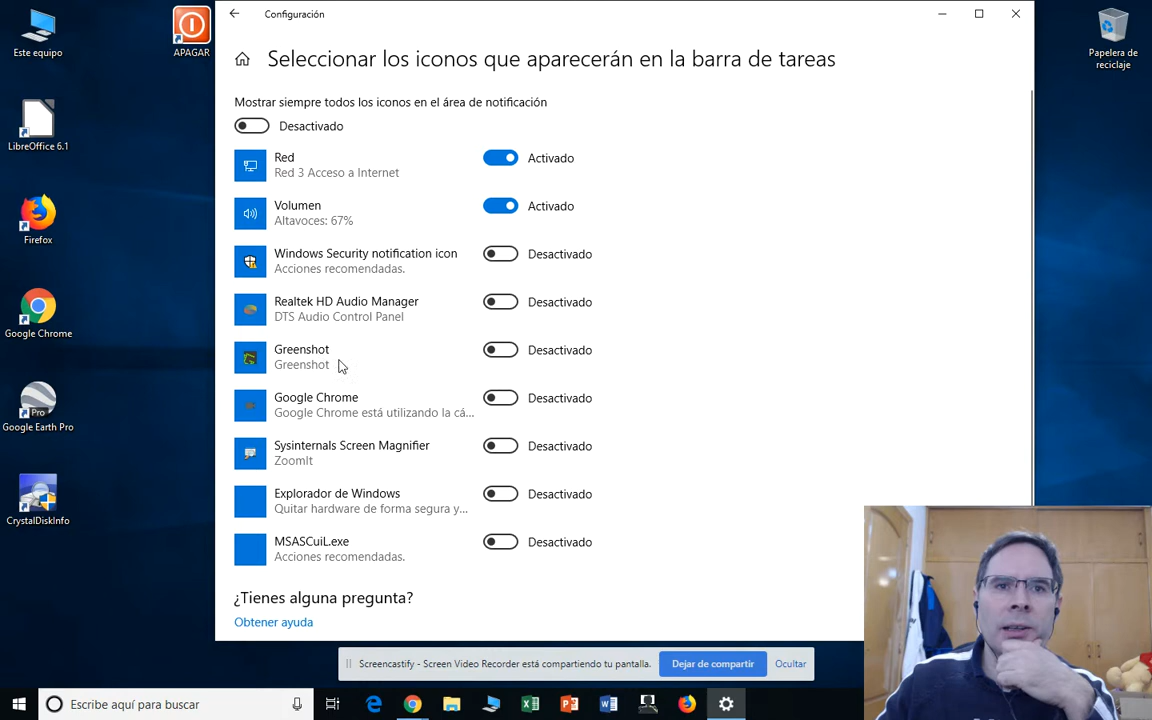 Este equipo
APAGAR
LibreOffice 6.1
Firefox
Google Chrome
Pro
Google Earth Pro
CrystalDiskInfo
Papelera de
reciclaje
Configuración
Seleccionar los iconos que aparecerán en la barra de tareas
Mostrar siempre todos los iconos en el área de notificación
Desactivado
Red
Red 3 Acceso a Internet
Activado
Volumen
Altavoces: 67%
Activado
Windows Security notification icon
Acciones recomendadas.
Desactivado
Realtek HD Audio Manager
DTS Audio Control Panel
Desactivado
Greenshot
Greenshot
Desactivado
Google Chrome
Google Chrome está utilizando la cá...
Desactivado
Sysinternals Screen Magnifier
ZoomIt
Desactivado
Explorador de Windows
Quitar hardware de forma segura y...
Desactivado
MSASCuiL.exe
Acciones recomendadas.
Desactivado
¿Tienes alguna pregunta?
Obtener ayuda
Screencastify - Screen Video Recorder está compartiendo tu pantalla.
Dejar de compartir
Ocultar
Escribe aquí para buscar